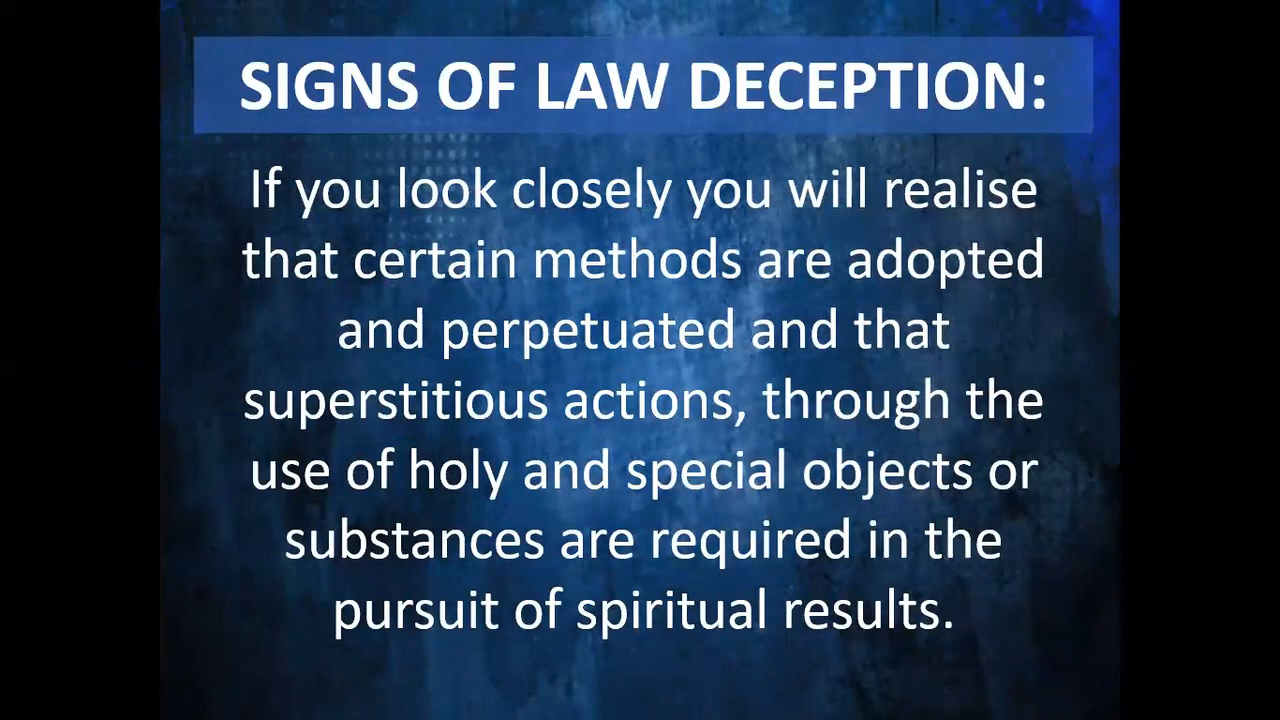 SIGNS OF LAW DECEPTION:
If you look closely you will realise
that certain methods are adopted
and perpetuated and that
superstitious actions, through the
use of holy and special objects or
substances are required in the
pursuit of spiritual results.